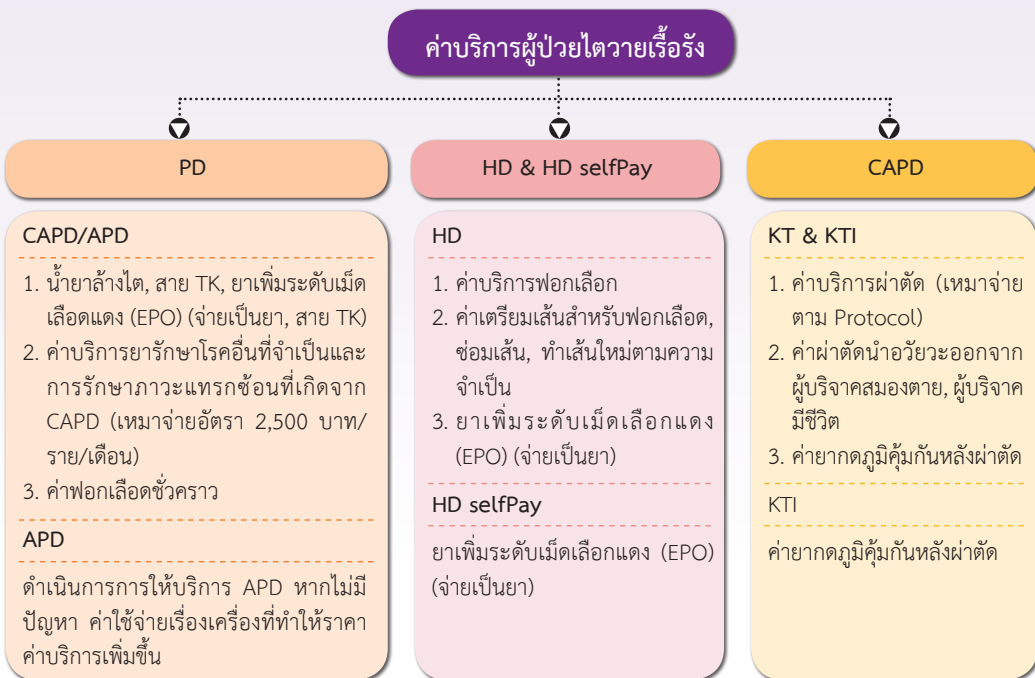 ค่าบริการผู้ป่วยไตวายเรื้อรัง
PD
CAPD/APD
1. น้ำยาล้างไต, สาย TK, ยาเพิ่มระดับเม็ด
เลือดแดง (EPO) (จ่ายเป็นยา, สาย TK)
2. ค่าบริการยารักษาโรคอื่นที่จำเป็นและ
การรักษาภาวะแทรกซ้อนที่เกิดจาก
CAPD (เหมาจ่ายอัตรา 2,500 บาท/
ราย/เดือน)
3. ค่าฟอกเลือดชั่วคราว
APD
ดำเนินการการให้บริการ APD หากไม่มี
ปัญหา ค่าใช้จ่ายเรื่องเครื่องที่ทำให้ราคา
ค่าบริการเพิ่มขึ้น
HD & HD selfPay
HD
1. ค่าบริการฟอกเลือก
2. ค่าเตรียมเส้นสำหรับฟอกเลือด,
ซ่อมเส้น, ทำเส้นใหม่ตามความ
จำเป็น
3. ยาเพิ่มระดับเม็ดเลือกแดง
(EPO) (จ่ายเป็นยา)
HD selfPay
ยาเพิ่มระดับเม็ดเลือกแดง (EPO)
(จ่ายเป็นยา)
CAPD
KT & KTI
1. ค่าบริการผ่าตัด (เหมาจ่าย
ตาม Protocol)
2. ค่าผ่าตัดนำอวัยวะออกจาก
ผู้บริจาคสมองตาย, ผู้บริจาค
มีชีวิต
3. ค่ายากดภูมิคุ้มกันหลังผ่าตัด
KTI
ค่ายากดภูมิคุ้มกันหลังผ่าตัด